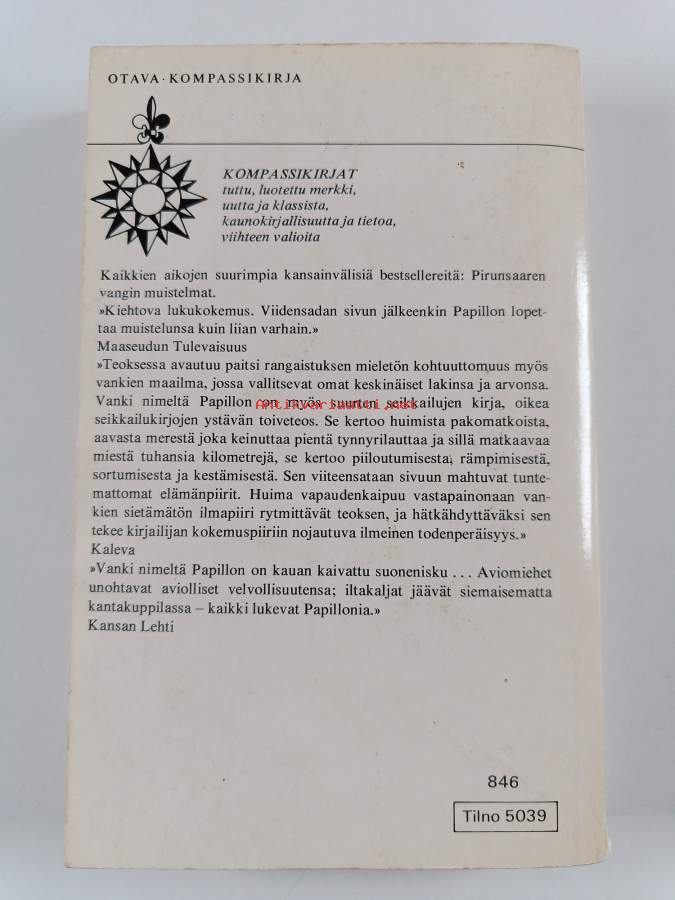 OTAVA · KOMPASSIKIRJA
KOMPASSIKIRJAT
tuttu, luotettu merkki,
uutta ja klassista,
kaunokirjallisuutta ja tietoa,
viihteen valioita
Kaikkien aikojen suurimpia kansainvälisiä bestsellereitä: Pirunsaaren
vangin muistelmat.
»Kiehtova lukukokemus. Viidensadan sivun jälkeenkin Papillon lopet-
taa muistelunsa kuin liian varhain.»
Maaseudun Tulevaisuus
»Teoksessa avautuu paitsi rangaistuksen mieletön kohtuuttomuus myös
vankien maailma, jossa vallitsevat omat keskinäiset lakinsa ja arvonsa.
Vanki nimeltä Papillon on myös suurten seikkailujen kirja, oikea
Antikvariaatti.net
seikkailukirjojen ystävän toiveteos. Se kertoo huimista pakomatkoista,
aavasta merestä joka keinuttaa pientä tynnyrilauttaa ja sillä matkaavaa
miestä tuhansia kilometrejä, se kertoo piiloutumisesta, rämpimisestä,
sortumisesta ja kestämisestä. Sen viiteensataan sivuun mahtuvat tunte-
mattomat elämänpiirit. Huima vapaudenkaipuu vastapainonaan van-
kien sietämätön ilmapiiri rytmittävät teoksen, ja hätkähdyttäväksi sen
tekee kirjailijan kokemuspiiriin nojautuva ilmeinen todenperäisyys.»
Kaleva
»Vanki nimeltä Papillon on kauan kaivattu suonenisku . . . Aviomiehet
unohtavat aviolliset velvollisuutensa; iltakaljat jäävät siemaisematta
kantakuppilassa – kaikki lukevat Papillonia.»
Kansan Lehti
846
Tilno 5039